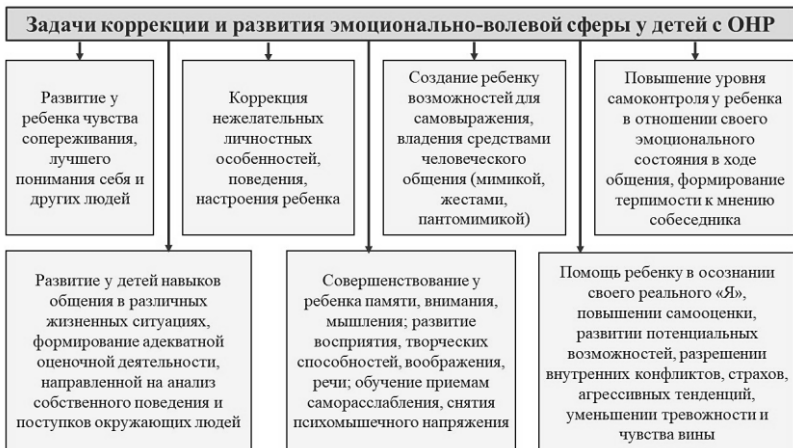 Задачи коррекции и развития эмоционально-волевой сферы у детей с ОНР
Развитие у
ребенка чувства
сопереживания,
лучшего
понимания себя и
других людей
Коррекция
нежелательных
личностных
особенностей,
поведения,
настроения ребенка
Создание ребенку
возможностей для
самовыражения,
владения средствами
человеческого
общения (мимикой,
жестами,
пантомимикой)
Повышение уровня
самоконтроля у ребенка
в отношении своего
эмоционального
состояния в ходе
общения, формирование
терпимости к мнению
собеседника
Развитие у детей навыков
общения в различных
жизненных ситуациях,
формирование адекватной
оценочной деятельности,
направленной на анализ
собственного поведения и
поступков окружающих людей
Совершенствование у
ребенка памяти, внимания,
мышления; развитие
восприятия, творческих
способностей, воображения,
речи; обучение приемам
саморасслабления, снятия
психомышечного напряжения
Помощь ребенку в осознании
своего реального «Я»,
повышении самооценки,
развитии потенциальных
возможностей, разрешении
внутренних конфликтов, страхов,
агрессивных тенденций,
уменьшении тревожности и
чувства вины